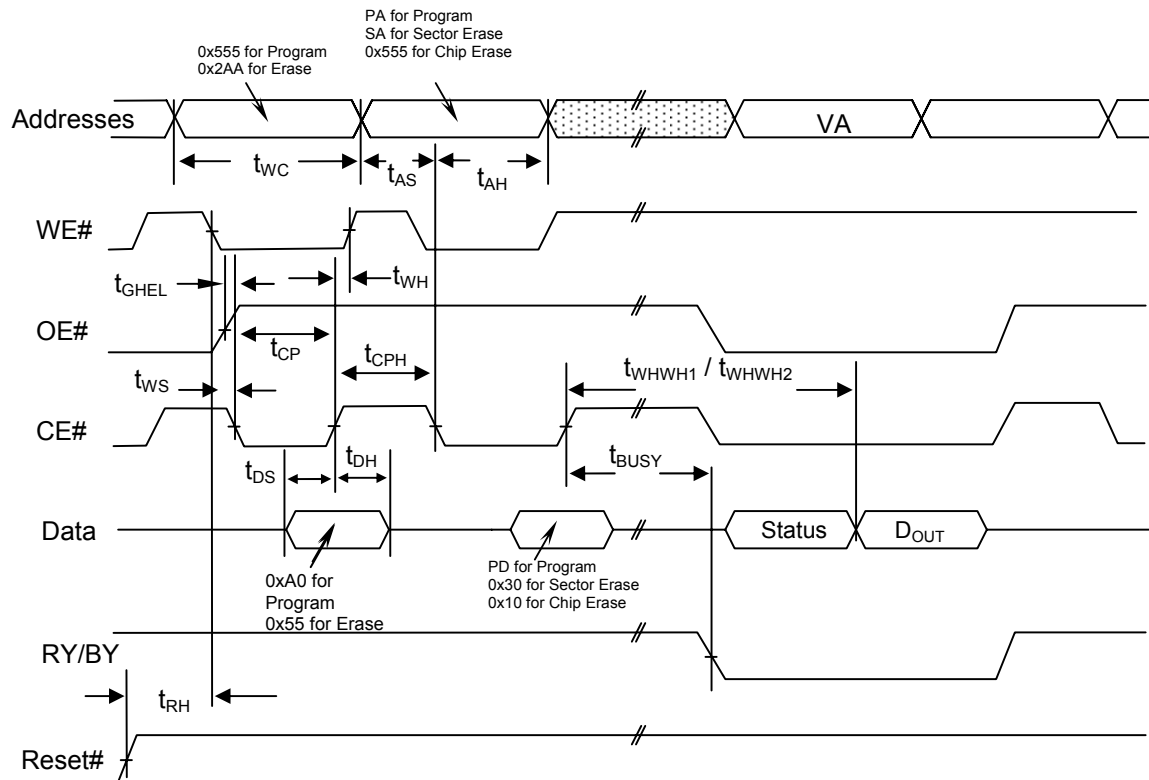 PA for Program
SA for Sector Erase
0x555 for Chip Erase
0x555 for Program
0x2AA for Erase
Addresses
VA
tWC
tAS
tAH
WE#
tGHEL
tWH
OE#
tCP
tCPH
tWHWH1 / tWHWH2
tWS
CE#
tDS
tDH
tBUSY
Data
Status
DOUT
0xA0 for
Program
0x55 for Erase
PD for Program
0x30 for Sector Erase
0x10 for Chip Erase
RY/BY
tRH
Reset#